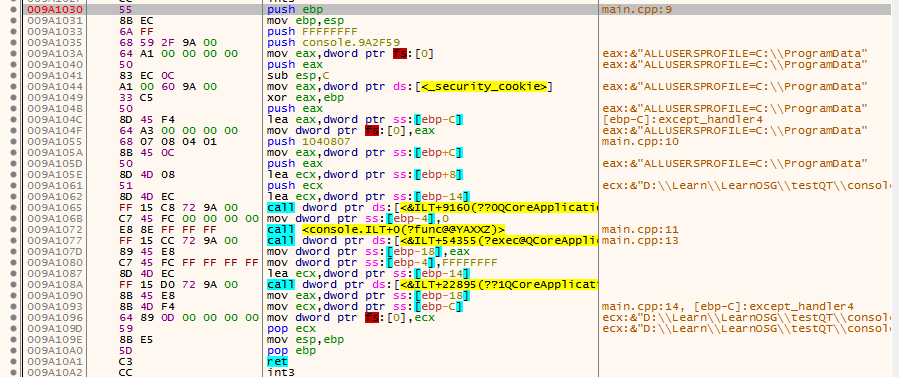 009A102F CC int3
009A1030 55 push ebp main.cpp:9
009A1031 8B EC mov ebp,esp
009A1033 6A FF push FFFFFFFF
009A1035 68 59 2F 9A 00 push console.9A2F59
009A103A 64 A1 00 00 00 00 mov eax,dword ptr fs:[0] eax:&"ALLUSERSPROFILE=C:\\ProgramData"
009A1040 50 push eax eax:&"ALLUSERSPROFILE=C:\\ProgramData"
009A1041 83 EC 0C sub esp,C
009A1044 A1 00 60 9A 00 mov eax,dword ptr ds:[<_security_cookie>] eax:&"ALLUSERSPROFILE=C:\\ProgramData"
009A1049 33 C5 xor eax,ebp
009A104B 50 push eax eax:&"ALLUSERSPROFILE=C:\\ProgramData"
009A104C 8D 45 F4 lea eax,dword ptr ss:[ebp-C] [ebp-C]:except_handler4
009A104F 64 A3 00 00 00 00 mov dword ptr fs:[0],eax eax:&"ALLUSERSPROFILE=C:\\ProgramData"
009A1055 68 07 08 04 01 push 1040807 main.cpp:10
009A105A 8B 45 0C mov eax,dword ptr ss:[ebp+C]
009A105D 50 push eax eax:&"ALLUSERSPROFILE=C:\\ProgramData"
009A105E 8D 4D 08 lea ecx,dword ptr ss:[ebp+8]
009A1061 51 push ecx ecx:&"D:\\Learn\\LearnOSG\\testQT\\consol
009A1062 8D 4D EC lea ecx,dword ptr ss:[ebp-14]
009A1065 FF 15 C8 72 9A 00 call dword ptr ds:[<&ILT+9160(??0QCoreApplicatio
009A106B C7 45 FC 00 00 00 00 mov dword ptr ss:[ebp-4],0
009A1072 E8 8E FF FF FF call <console.ILT+0(?func@@YAXXZ)> main.cpp:11
009A1077 FF 15 CC 72 9A 00 call dword ptr ds:[<&ILT+54355(?exec@QCoreApplic main.cpp:13
009A107D 89 45 E8 mov dword ptr ss:[ebp-18],eax
009A1080 C7 45 FC FF FF FF FF mov dword ptr ss:[ebp-4],FFFFFFFF
009A1087 8D 4D EC lea ecx,dword ptr ss:[ebp-14]
009A108A FF 15 D0 72 9A 00 call dword ptr ds:[<&ILT+22895(??1QCoreApplicati
009A1090 8B 45 E8 mov eax,dword ptr ss:[ebp-18]
009A1093 8B 4D F4 mov ecx,dword ptr ss:[ebp-C] main.cpp:14, [ebp-C]:except_handler4
009A1096 64 89 0D 00 00 00 00 mov dword ptr fs:[0],ecx ecx:&"D:\\Learn\\LearnOSG\\testQT\\consol
009A109D 59 pop ecx ecx:&"D:\\Learn\\LearnOSG\\testQT\\consol
009A109E 8B E5 mov esp,ebp
009A10A0 5D pop ebp
009A10A1 C3 ret
009A10A2 CC int3